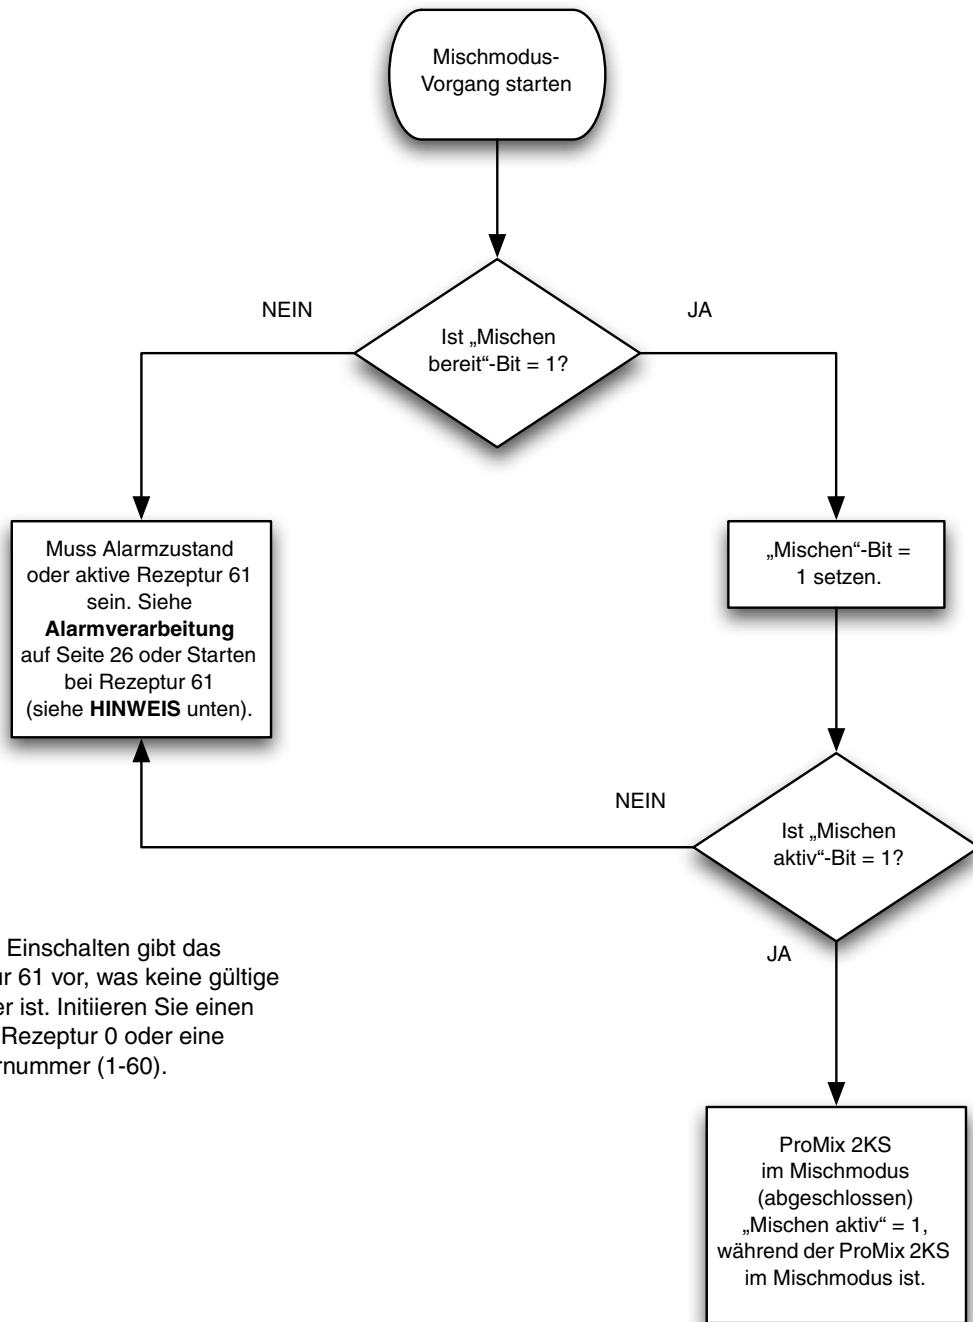 Mischmodus-
Vorgang starten
NEIN
JA
Ist „Mischen
bereit“-Bit = 1?
Muss Alarmzustand
oder aktive Rezeptur 61
sein. Siehe
Alarmverarbeitung
auf Seite 26 oder Starten
bei Rezeptur 61
(siehe HINWEIS unten).
„Mischen“-Bit =
1 setzen.
NEIN
Ist „Mischen
aktiv“-Bit = 1?
JA
Einschalten gibt das
61 vor, was keine gültige
ist. Initiieren Sie einen
Rezeptur 0 oder eine
(1-60).
ProMix 2KS
im Mischmodus
(abgeschlossen)
„Mischen aktiv“ = 1,
während der ProMix 2KS
im Mischmodus ist.